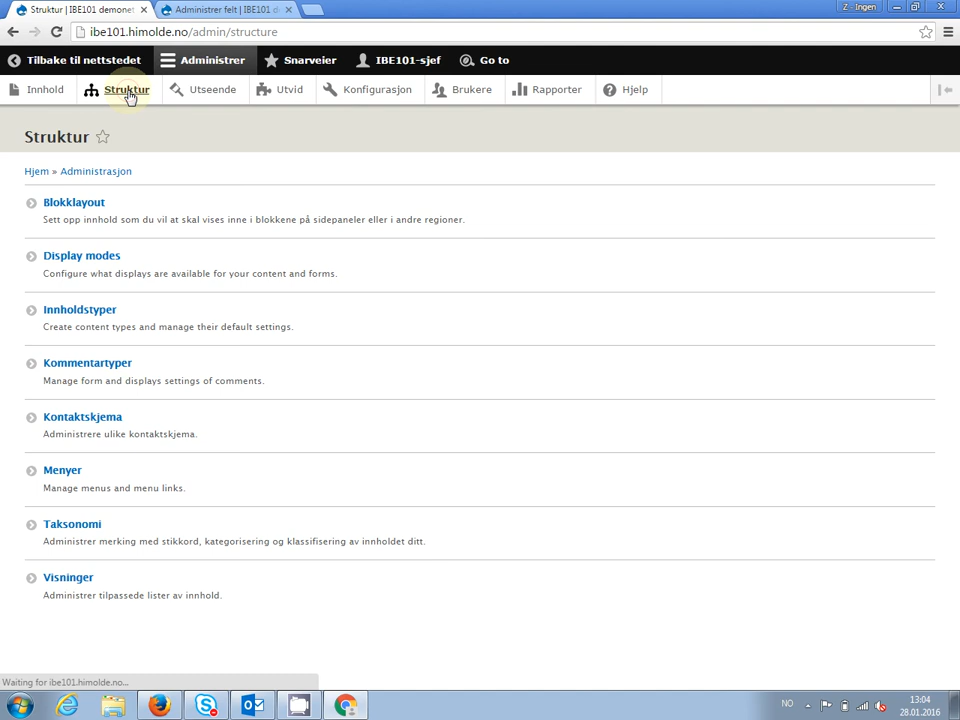 Struktur | IBE101 demonet
Administrer felt | IBE101 d
Z - Ingen
ibe101.himolde.no/admin/structure
Tilbake til nettstedet
Administrer
Snarveier
IBE101-sjef
Go to
Innhold
Struktur
Utseende
Utvid
Konfigurasjon
Brukere
Rapporter
Hjelp
Struktur
Hjem » Administrasjon
Blokklayout
Sett opp innhold som du vil at skal vises inne i blokkene på sidepaneler eller i andre regioner.
Display modes
Configure what displays are available for your content and forms.
Innholdstyper
Create content types and manage their default settings.
Kommentartyper
Manage form and displays settings of comments.
Kontaktskjema
Administrere ulike kontaktskjema.
Menyer
Manage menus and menu links.
Taksonomi
Administrer merking med stikkord, kategorisering og klassifisering av innholdet ditt.
Visninger
Administrer tilpassede lister av innhold.
Waiting for ibe101.himolde.no...
NO
13:04
28.01.2016